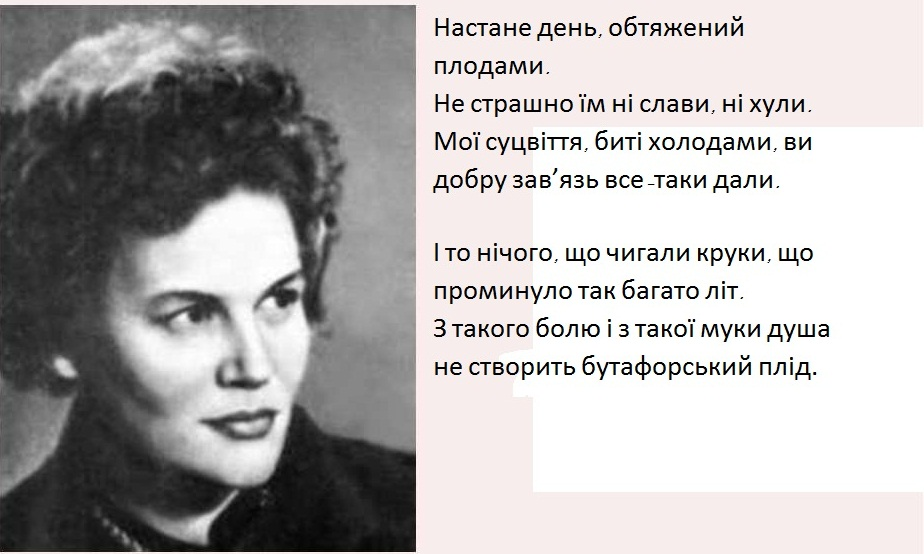 Настане день, обтяжений
плодами.
Не страшно їм ні слави, ні хули.
Мої суцвіття, биті холодами, ви
добру зав’язь все -таки дали.
І то нічого, що чигали круки, що
проминуло так багато літ.
З такого болю і з такої муки душа
не створить бутафорський плід.